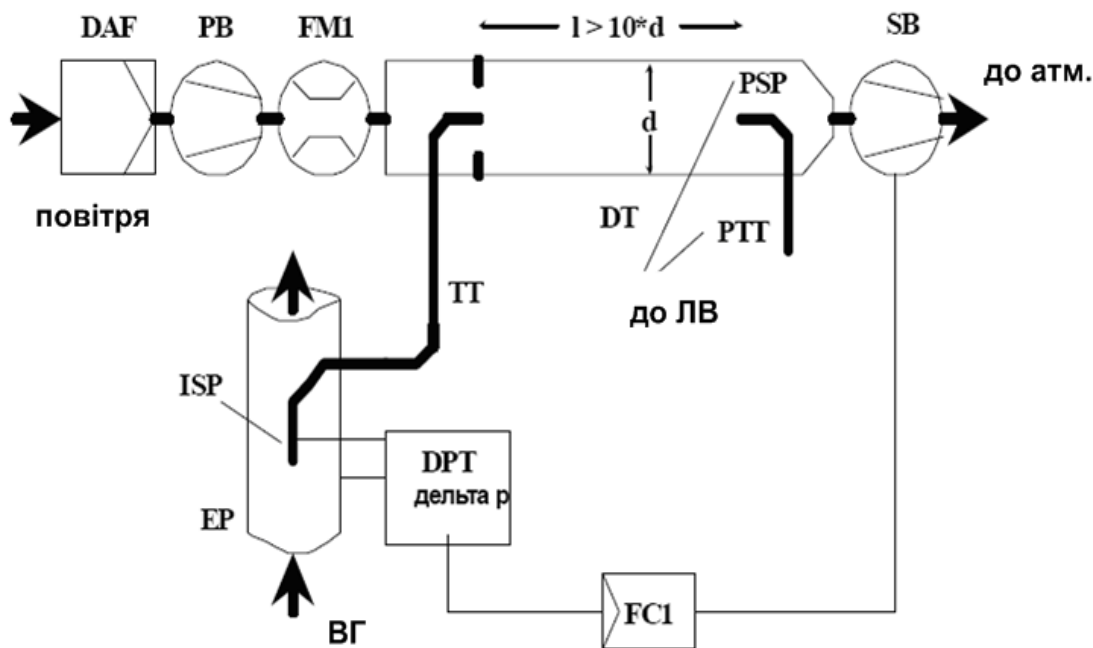 DAF
PB
FM1
l > 10*d
SB
до атм.
PSP
d
повітря
DT
PTT
TT
до ЛВ
ISP
DPT
дельта р
EP
FC1
ВГ